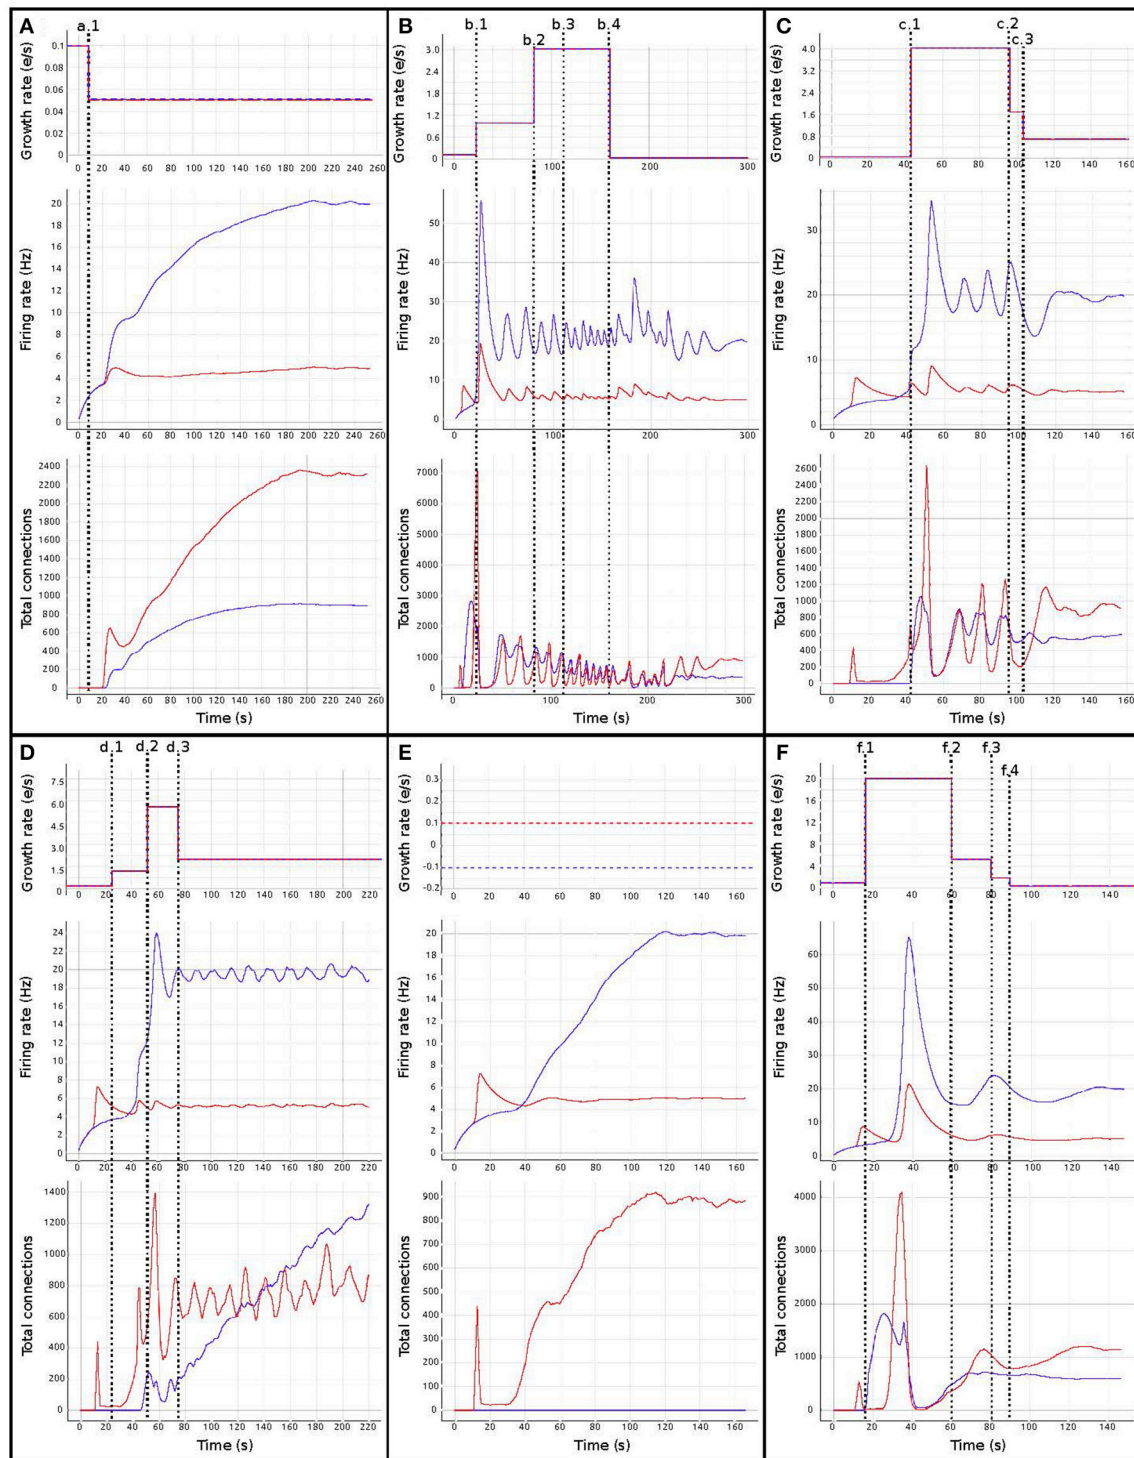 A
a.1
Growth rate (e/s)
0.1
0.08
0.06
0.04
0.02
0
0 20 40 60 80 100 120 140 160 180 200 220 240 260
Firing rate (Hz)
20
18
16
14
12
10
8
6
4
2
0
0 20 40 60 80 100 120 140 160 180 200 220 240 260
Total connections
2400
2200
2000
1800
1600
1400
1200
1000
800
600
400
200
0
0 20 40 60 80 100 120 140 160 180 200 220 240 260
Time (s)
B
b.1
b.2
b.3
b.4
Growth rate (e/s)
3.0
2.4
1.8
1.2
0.6
0
0 100 200 300
Firing rate (Hz)
50
40
30
20
10
0
0 100 200 300
Total connections
7000
6000
5000
4000
3000
2000
1000
0
0 100 200 300
Time (s)
C
c.1
c.2
c.3
Growth rate (e/s)
4.0
3.2
2.4
1.6
0.8
0
0 20 40 60 80 100 120 140 160
Firing rate (Hz)
30
20
10
0
0 20 40 60 80 100 120 140 160
Total connections
2600
2400
2200
2000
1800
1600
1400
1200
1000
800
600
400
200
0
0 20 40 60 80 100 120 140 160
Time (s)
D
d.1
d.2
d.3
Growth rate (e/s)
7.5
6.0
4.5
3.0
1.5
0
0 20 40 60 80 100 120 140 160 180 200 220
Firing rate (Hz)
24
22
20
18
16
14
12
10
8
6
4
2
0
0 20 40 60 80 100 120 140 160 180 200 220
Total connections
1400
1200
1000
800
600
400
200
0
0 20 40 60 80 100 120 140 160 180 200 220
Time (s)
E
Growth rate (e/s)
0.3
0.2
0.1
0
-0.1
-0.2
0 20 40 60 80 100 120 140 160
Firing rate (Hz)
20
18
16
14
12
10
8
6
4
2
0
0 20 40 60 80 100 120 140 160
Total connections
900
800
700
600
500
400
300
200
100
0
0 20 40 60 80 100 120 140 160
Time (s)
F
f.1
f.2
f.3
f.4
Growth rate (e/s)
20
16
12
8
4
0
0 20 40 60 80 100 120 140
Firing rate (Hz)
60
50
40
30
20
10
0
0 20 40 60 80 100 120 140
Total connections
4000
3000
2000
1000
0
0 20 40 60 80 100 120 140
Time (s)